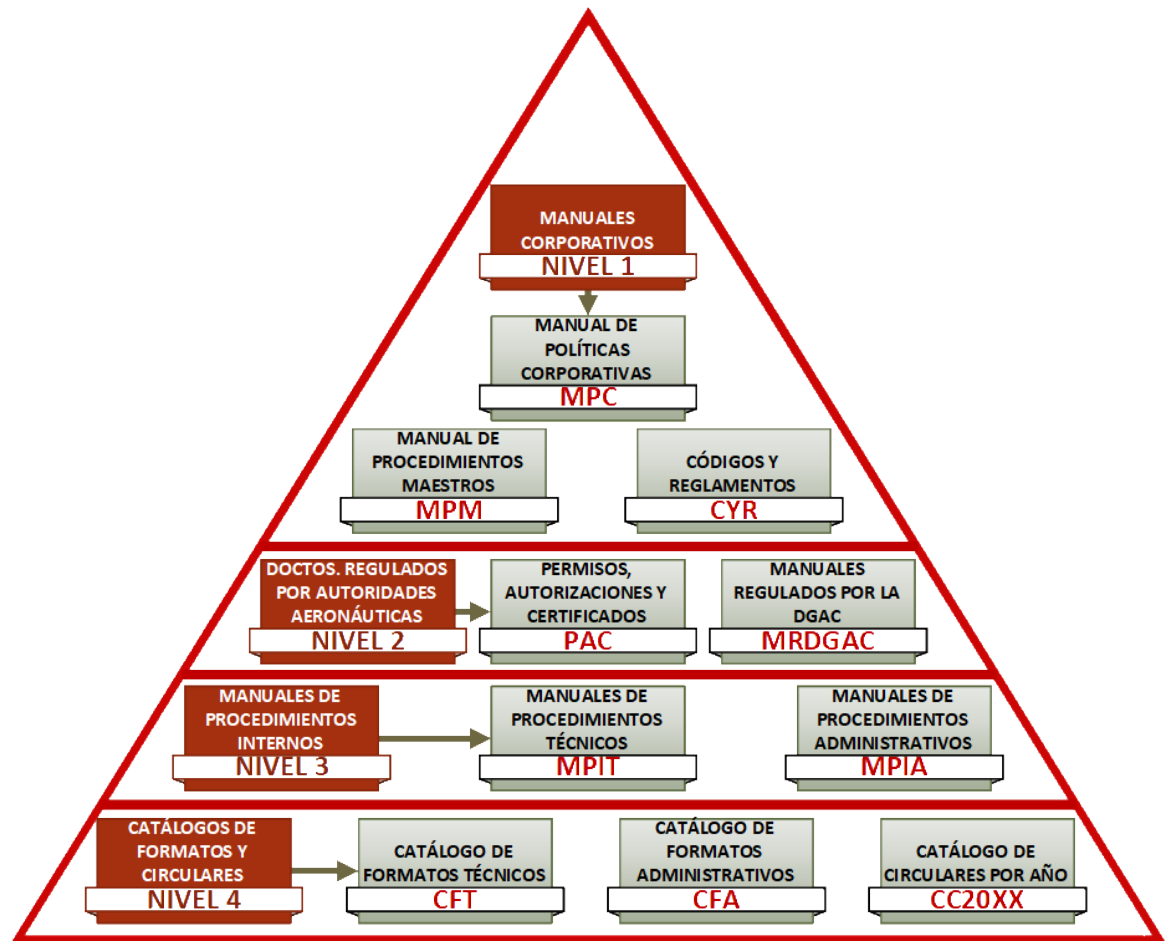 MANUALES
CORPORATIVOS
NIVEL 1
MANUAL DE
POLÍTICAS
CORPORATIVAS
MPC
MANUAL DE
PROCEDIMIENTOS
MAESTROS
MPM
CÓDIGOS Y
REGLAMENTOS
CYR
DOCTOS. REGULADOS
POR AUTORIDADES
AERONÁUTICAS
NIVEL 2
PERMISOS,
AUTORIZACIONES Y
CERTIFICADOS
PAC
MANUALES
REGULADOS POR LA
DGAC
MRDGAC
MANUALES DE
PROCEDIMIENTOS
INTERNOS
NIVEL 3
MANUALES DE
PROCEDIMIENTOS
TÉCNICOS
MPIT
MANUALES DE
PROCEDIMIENTOS
ADMINISTRATIVOS
MPIA
CATÁLOGOS DE
FORMATOS Y
CIRCULARES
NIVEL 4
CATÁLOGO DE
FORMATOS TÉCNICOS
CFT
CATÁLOGO DE
FORMATOS
ADMINISTRATIVOS
CFA
CATÁLOGO DE
CIRCULARES POR AÑO
CC20XX